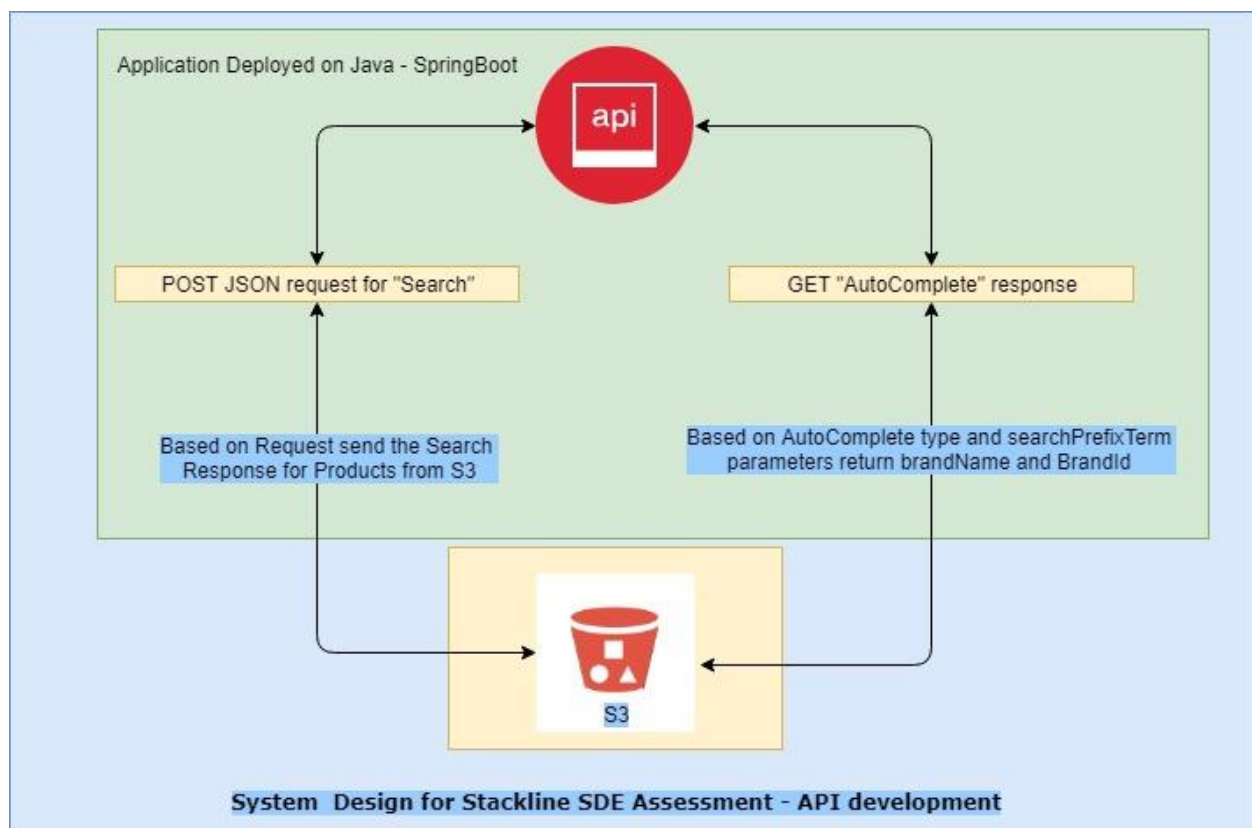 Application Deployed on Java - SpringBoot
api
POST JSON request for "Search"
GET "AutoComplete" response
Based on Request send the Search
Response for Products from S3
Based on AutoComplete type and searchPrefixTerm
parameters return brandName and BrandId
S3
System Design for Stackline SDE Assessment - API development